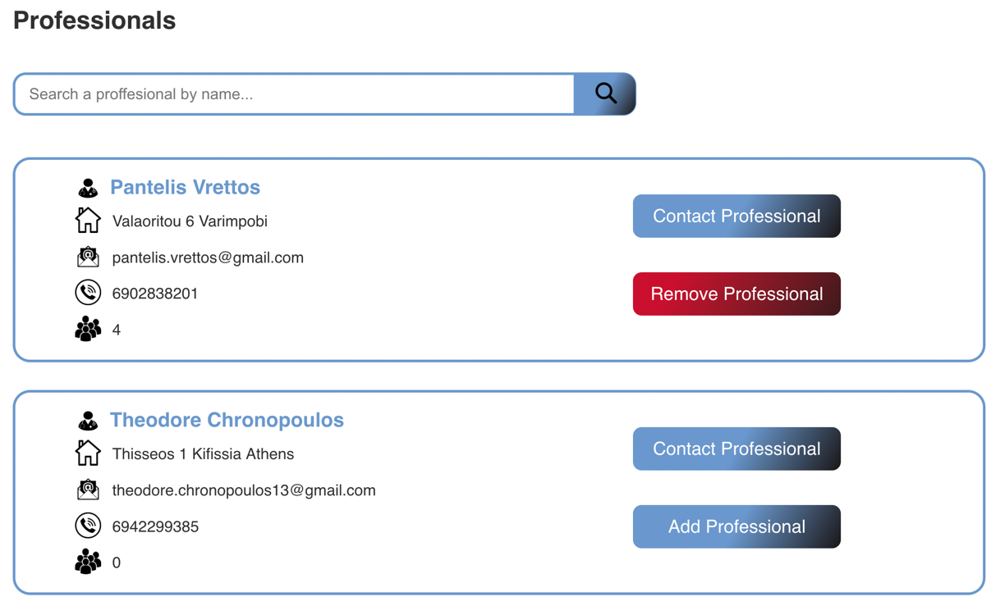 Professionals
Search a proffesional by name...
Pantelis Vrettos
Valaoritou 6 Varimpobi
pantelis.vrettos@gmail.com
6902838201
4
Contact Professional
Remove Professional
Theodore Chronopoulos
Thisseos 1 Kifissia Athens
theodore.chronopoulos13@gmail.com
6942299385
0
Contact Professional
Add Professional